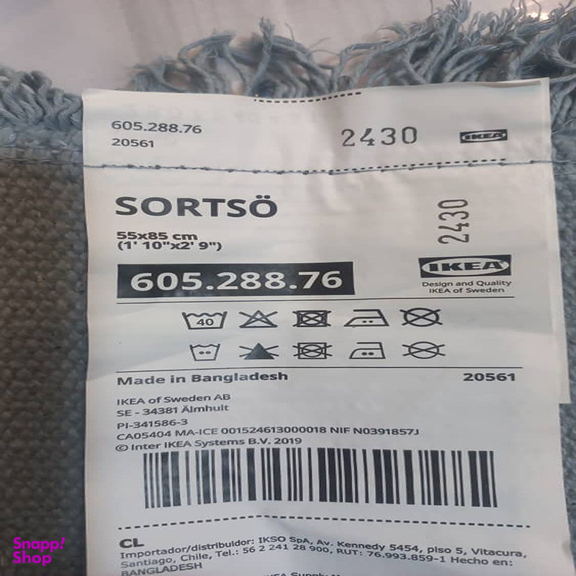 605.288.76
20561
2430
IKEA
SORTSÖ
55x85 cm
(1' 10"x2' 9")
2430
605.288.76
IKEA
Design and Quality
IKEA of Sweden
40
Made in Bangladesh 20561
IKEA of Sweden AB
SE - 34381 Älmhult
PI-341586-3
CA05404 MA-ICE 001524613000018 NIF N0391857J
© Inter IKEA Systems B.V. 2019
CL
Importador/distribuidor: IKSO SpA, Av. Kennedy 5454, piso 5, Vitacura,
Santiago, Chile, Tel.: 56 2 241 28 900, RUT: 76.993.859-1 Hecho en:
BANGLADESH
Snapp!
Shop